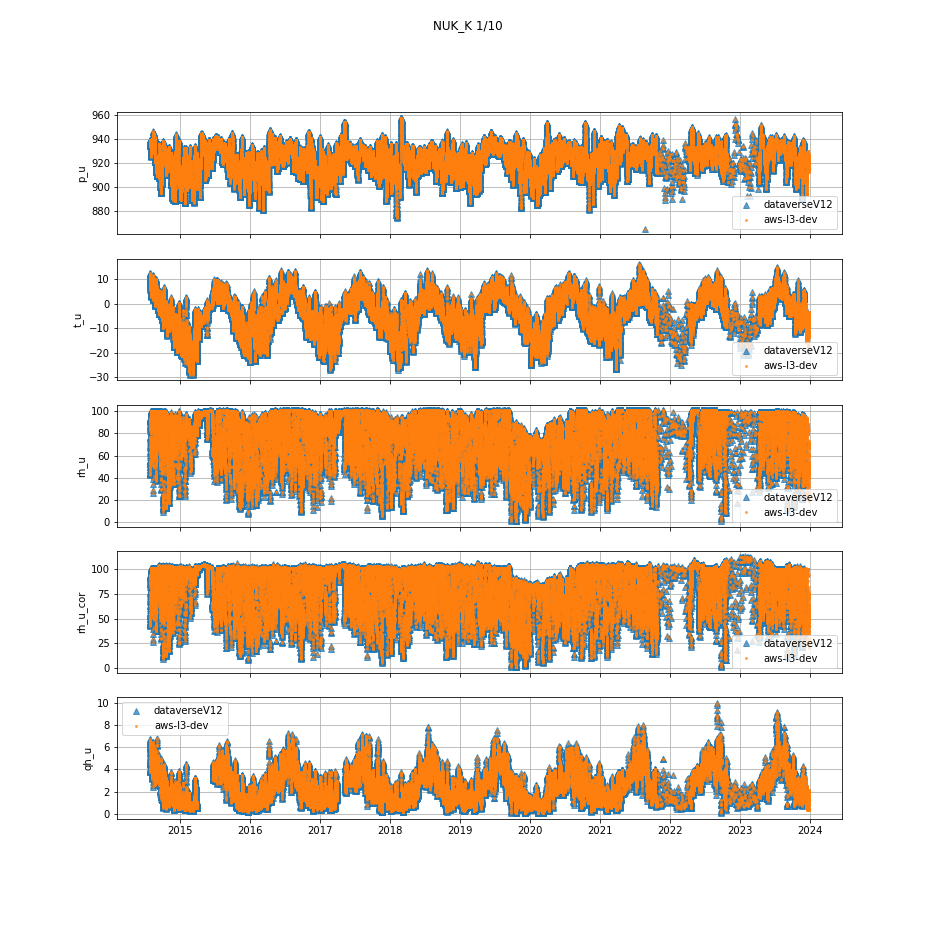 NUK_K 1/10
960
940
920
900
880
p_u
dataverseV12
aws-l3-dev
10
0
−10
−20
−30
t_u
dataverseV12
aws-l3-dev
100
80
60
40
20
0
rh_u
dataverseV12
aws-l3-dev
100
75
50
25
0
rh_u_cor
dataverseV12
aws-l3-dev
10
8
6
4
2
0
qh_u
dataverseV12
aws-l3-dev
2015 2016 2017 2018 2019 2020 2021 2022 2023 2024